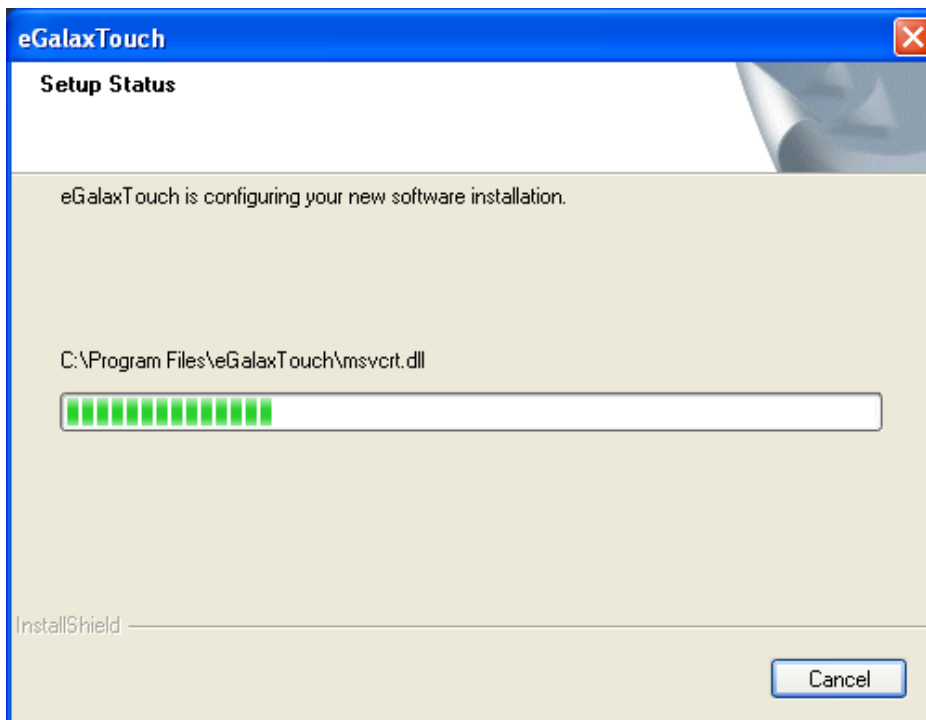 eGalaxTouch
Setup Status
eGalaxTouch is configuring your new software installation.
C:\Program Files\eGalaxTouch\msvcrt.dll
InstallShield
Cancel